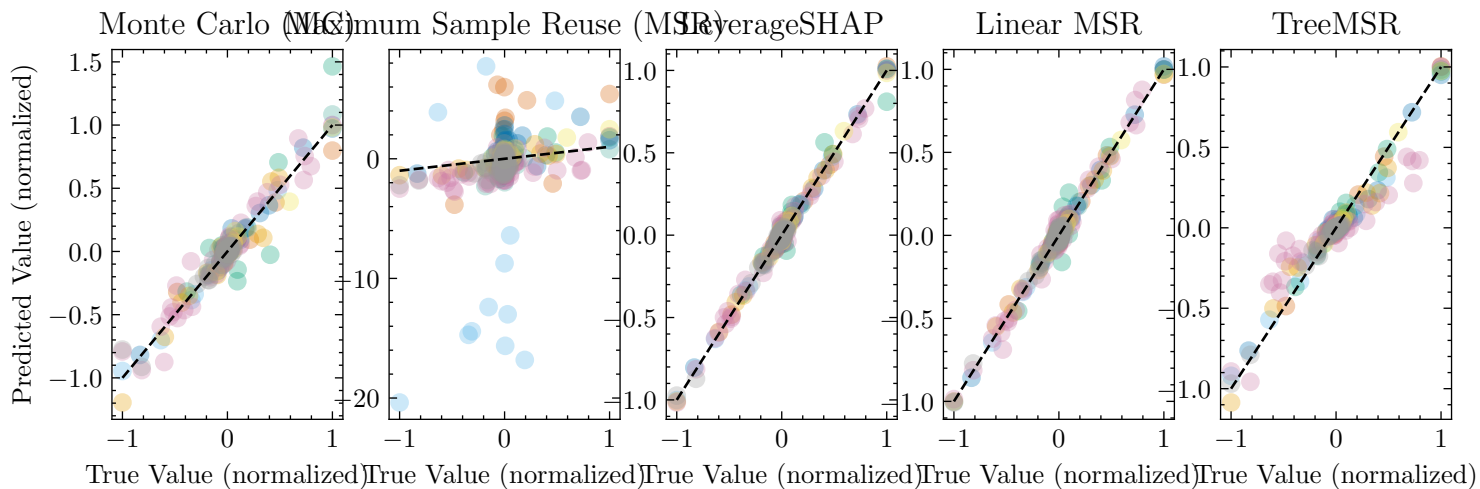 Monte Carlo (MC)
Maximum Sample Reuse (MSR)
LeverageSHAP
Linear MSR
TreeMSR
Predicted Value (normalized)
1.5
1.0
0.5
0.0
−0.5
−1.0
−1 0 1
True Value (normalized)
0
−10
−20
−1 0 1
True Value (normalized)
1.0
0.5
0.0
−0.5
−1.0
−1 0 1
True Value (normalized)
1.0
0.5
0.0
−0.5
−1.0
−1 0 1
True Value (normalized)
1.0
0.5
0.0
−0.5
−1.0
−1 0 1
True Value (normalized)